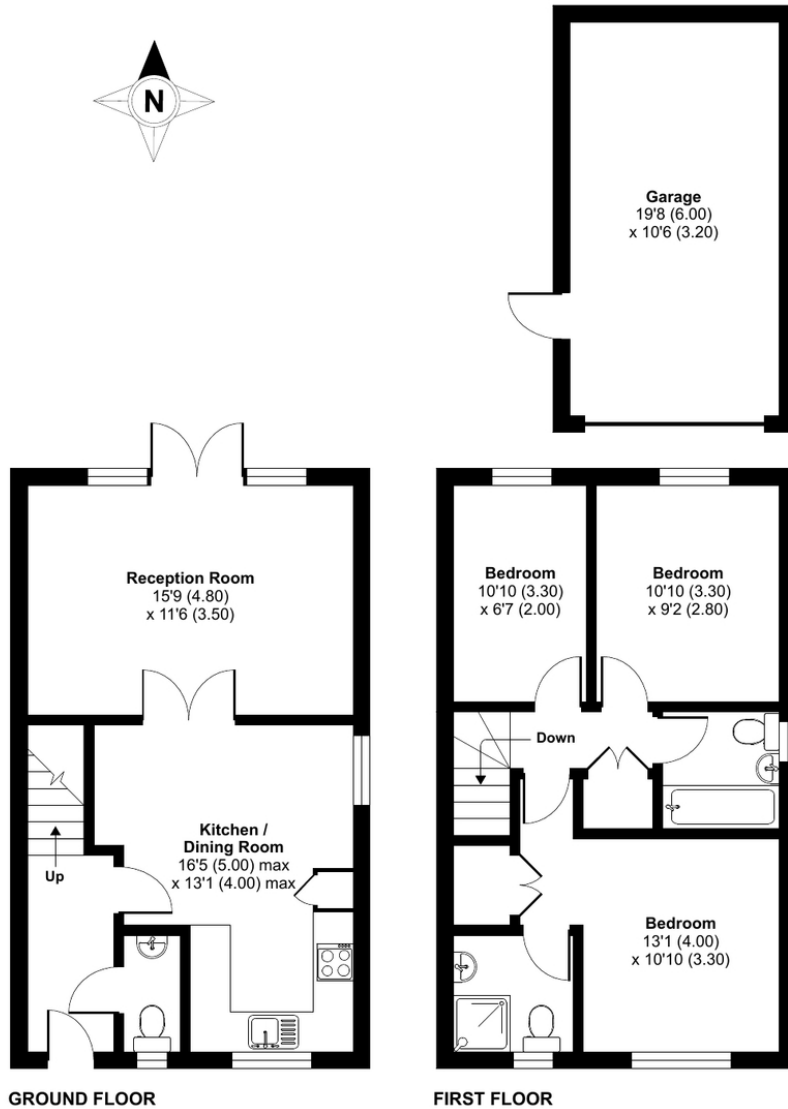 N
Garage
19'8 (6.00)
x 10'6 (3.20)
Reception Room
15'9 (4.80)
x 11'6 (3.50)
Bedroom
10'10 (3.30)
x 6'7 (2.00)
Bedroom
10'10 (3.30)
x 9'2 (2.80)
Down
Kitchen /
Dining Room
16'5 (5.00) max
x 13'1 (4.00) max
Up
Bedroom
13'1 (4.00)
x 10'10 (3.30)
GROUND FLOOR
FIRST FLOOR